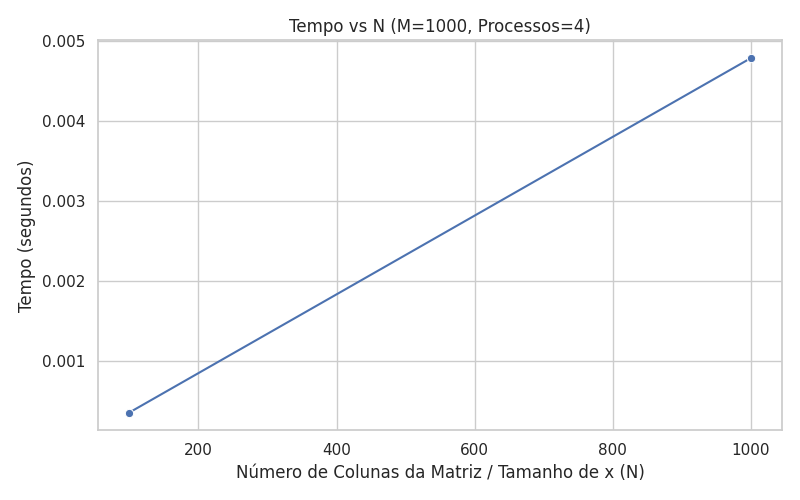 Tempo vs N (M=1000, Processos=4)
Tempo (segundos)
0.005
0.004
0.003
0.002
0.001
200 400 600 800 1000
Número de Colunas da Matriz / Tamanho de x (N)